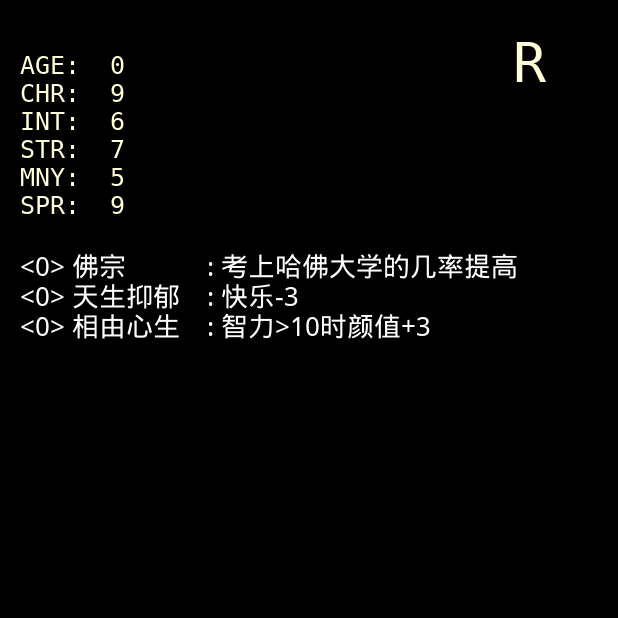 R
AGE: 0
CHR: 9
INT: 6
STR: 7
MNY: 5
SPR: 9
<0> 佛宗 : 考上哈佛大学的几率提高
<0> 天生抑郁 : 快乐-3
<0> 相由心生 : 智力>10时颜值+3